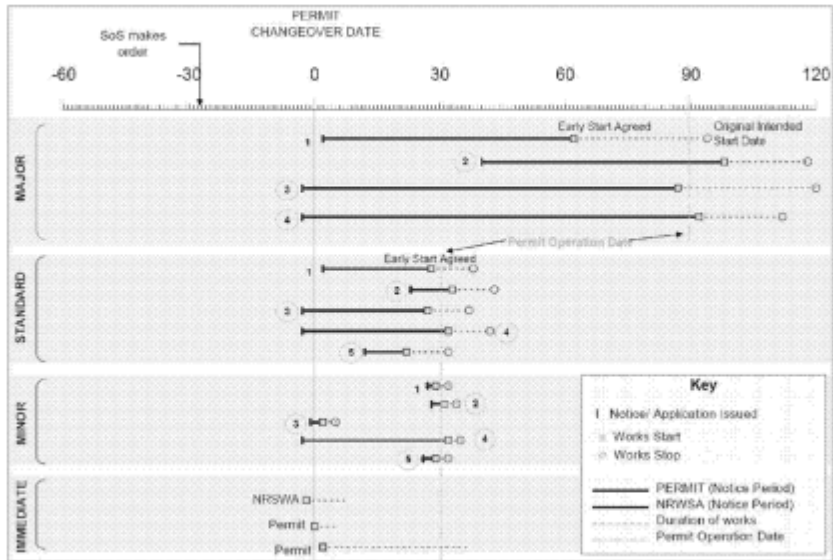 PERMIT
CHANGEOVER DATE
SoS makes
order
-60 -30 0 30 60 90 120
MAJOR
1 Early Start Agreed Original Intended
Start Date
2
3
4
Permit Operation Date
STANDARD
Early Start Agreed
1
2
3
4
5
MINOR
1
2
3
4
5
IMMEDIATE
NRSWA
Permit
Permit
Key
Notice/ Application Issued
Works Start
Works Stop
PERMIT (Notice Period)
NRWSA (Notice Period)
Duration of works
Permit Operation Date